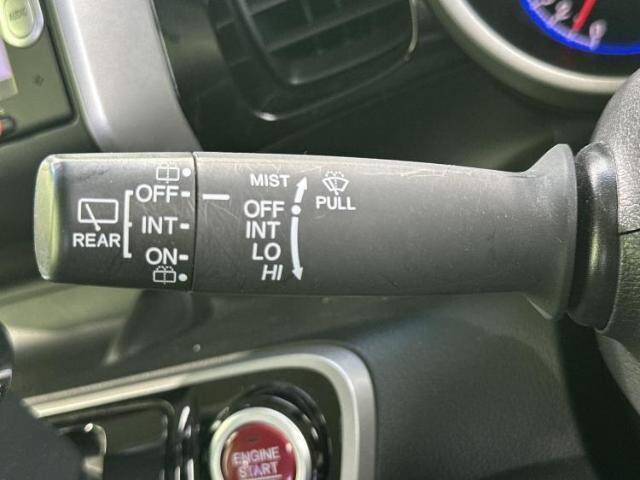 REAR
OFF
INT
ON
MIST
OFF
INT
LO
HI
PULL
ENGINE
START